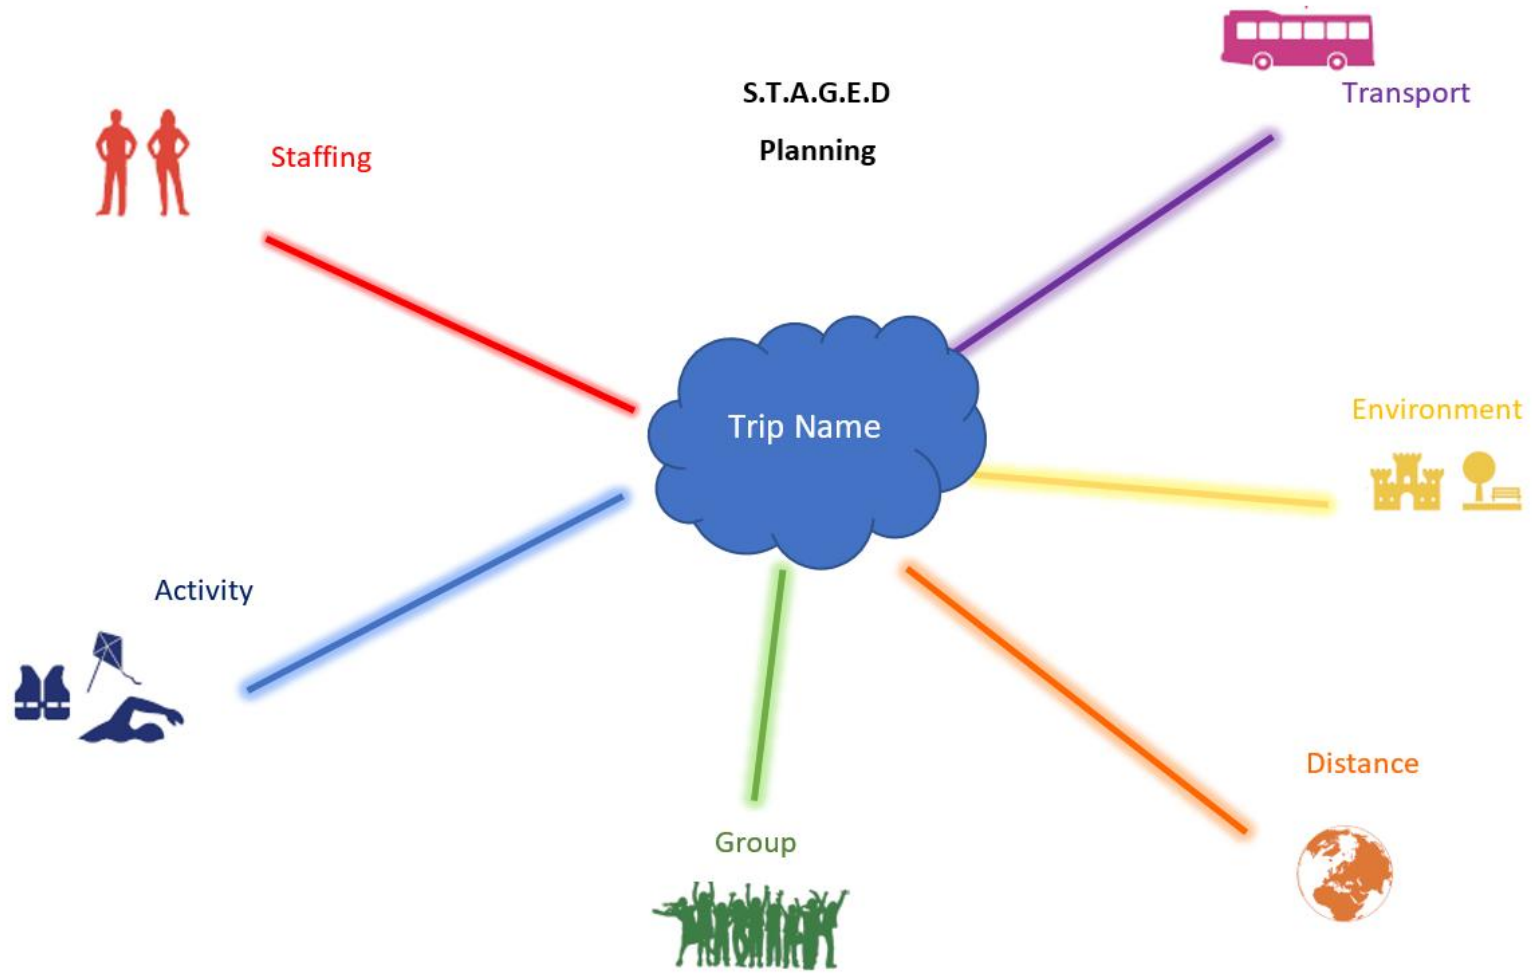 S.T.A.G.E.D
Planning
Transport
Staffing
Environment
Trip Name
Activity
Distance
Group